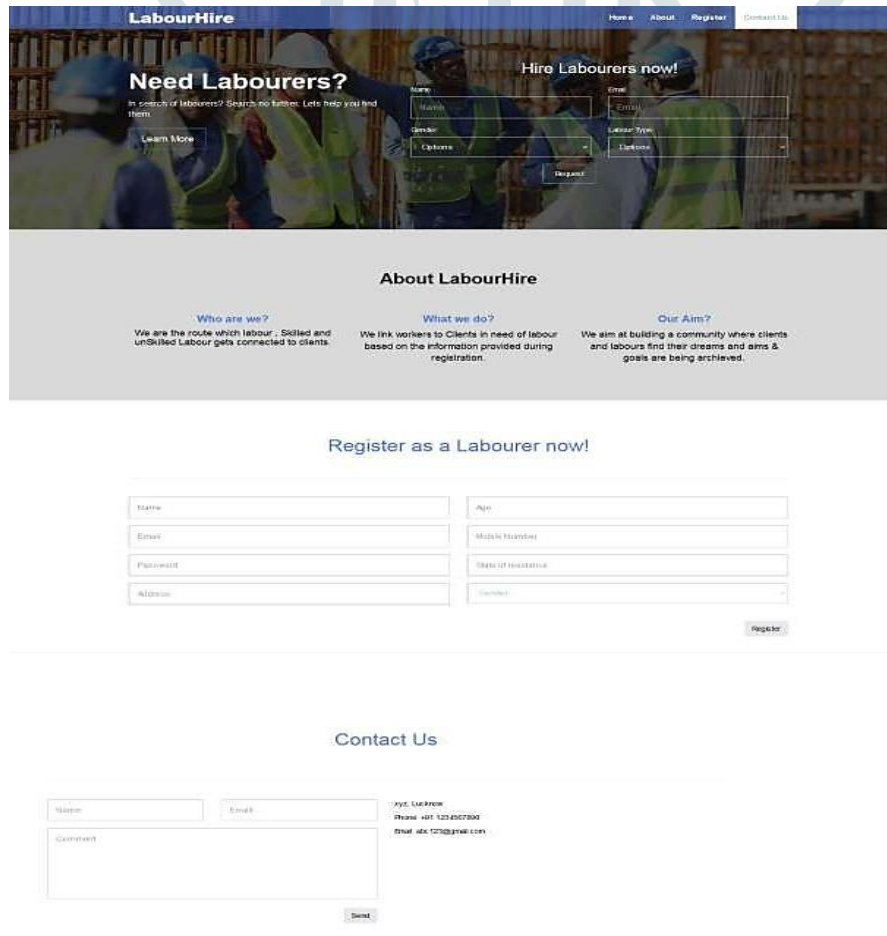 LabourHire
Home About Register Contact Us
Need Labourers?
In search of labourers? Search no further. Lets help you find
them.
Learn More
Hire Labourers now!
Name Email
Name Email
Gender Labour Type
Options Options
Request
About LabourHire
Who are we?
We are the route which labour , Skilled and
unSkilled Labour gets connected to clients.
What we do?
We link workers to Clients in need of labour
based on the information provided during
registration.
Our Aim?
We aim at building a community where clients
and labours find their dreams and aims &
goals are being archieved.
Register as a Labourer now!
Name Age
Email Mobile Number
Password State of residence
Address Gender
Register
Contact Us
Name Email
Comment
Send
xyz, Lucknow
Phone: +91 1234567890
Email: abc123@gmail.com